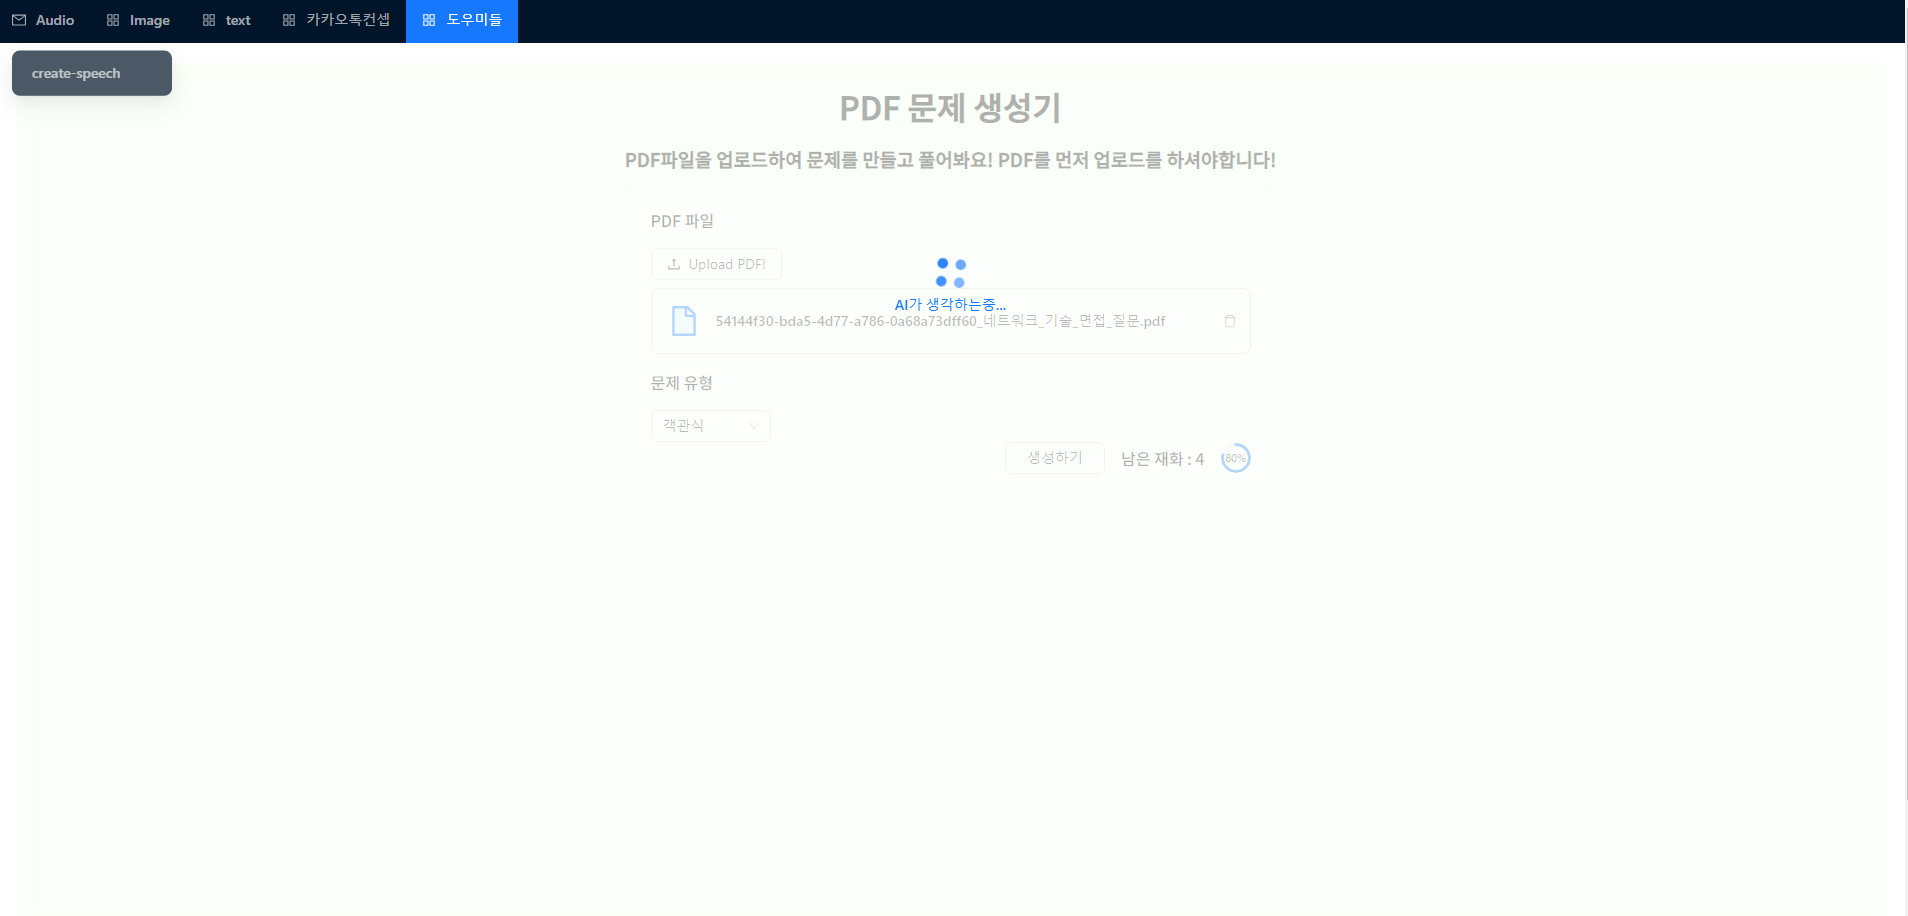 Audio Image text 카카오톡컨셉 도우미들
create-speech
PDF 문제 생성기
PDF파일을 업로드하여 문제를 만들고 풀어봐요! PDF를 먼저 업로드를 하셔야합니다!
PDF 파일
Upload PDF!
AI가 생각하는중...
54144f30-bda5-4d77-a786-0a68a73dff60_네트워크_기술_면접_질문.pdf
문제 유형
객관식
생성하기 남은 재화 : 4 80%